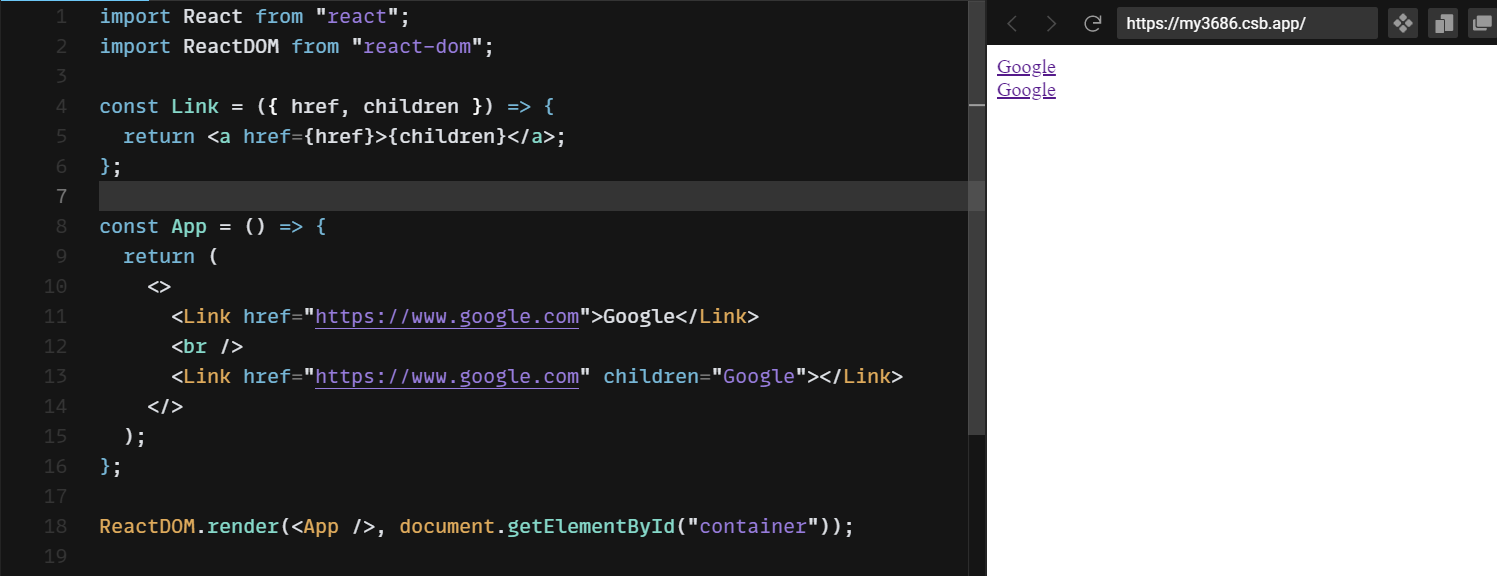 1 import React from "react";
2 import ReactDOM from "react-dom";
3
4 const Link = ({ href, children }) => {
5   return <a href={href}>{children}</a>;
6 };
7
8 const App = () => {
9   return (
10     <>
11       <Link href="https://www.google.com">Google</Link>
12       <br />
13       <Link href="https://www.google.com" children="Google"></Link>
14     </>
15   );
16 };
17
18 ReactDOM.render(<App />, document.getElementById("container"));
19
https://my3686.csb.app/
Google
Google